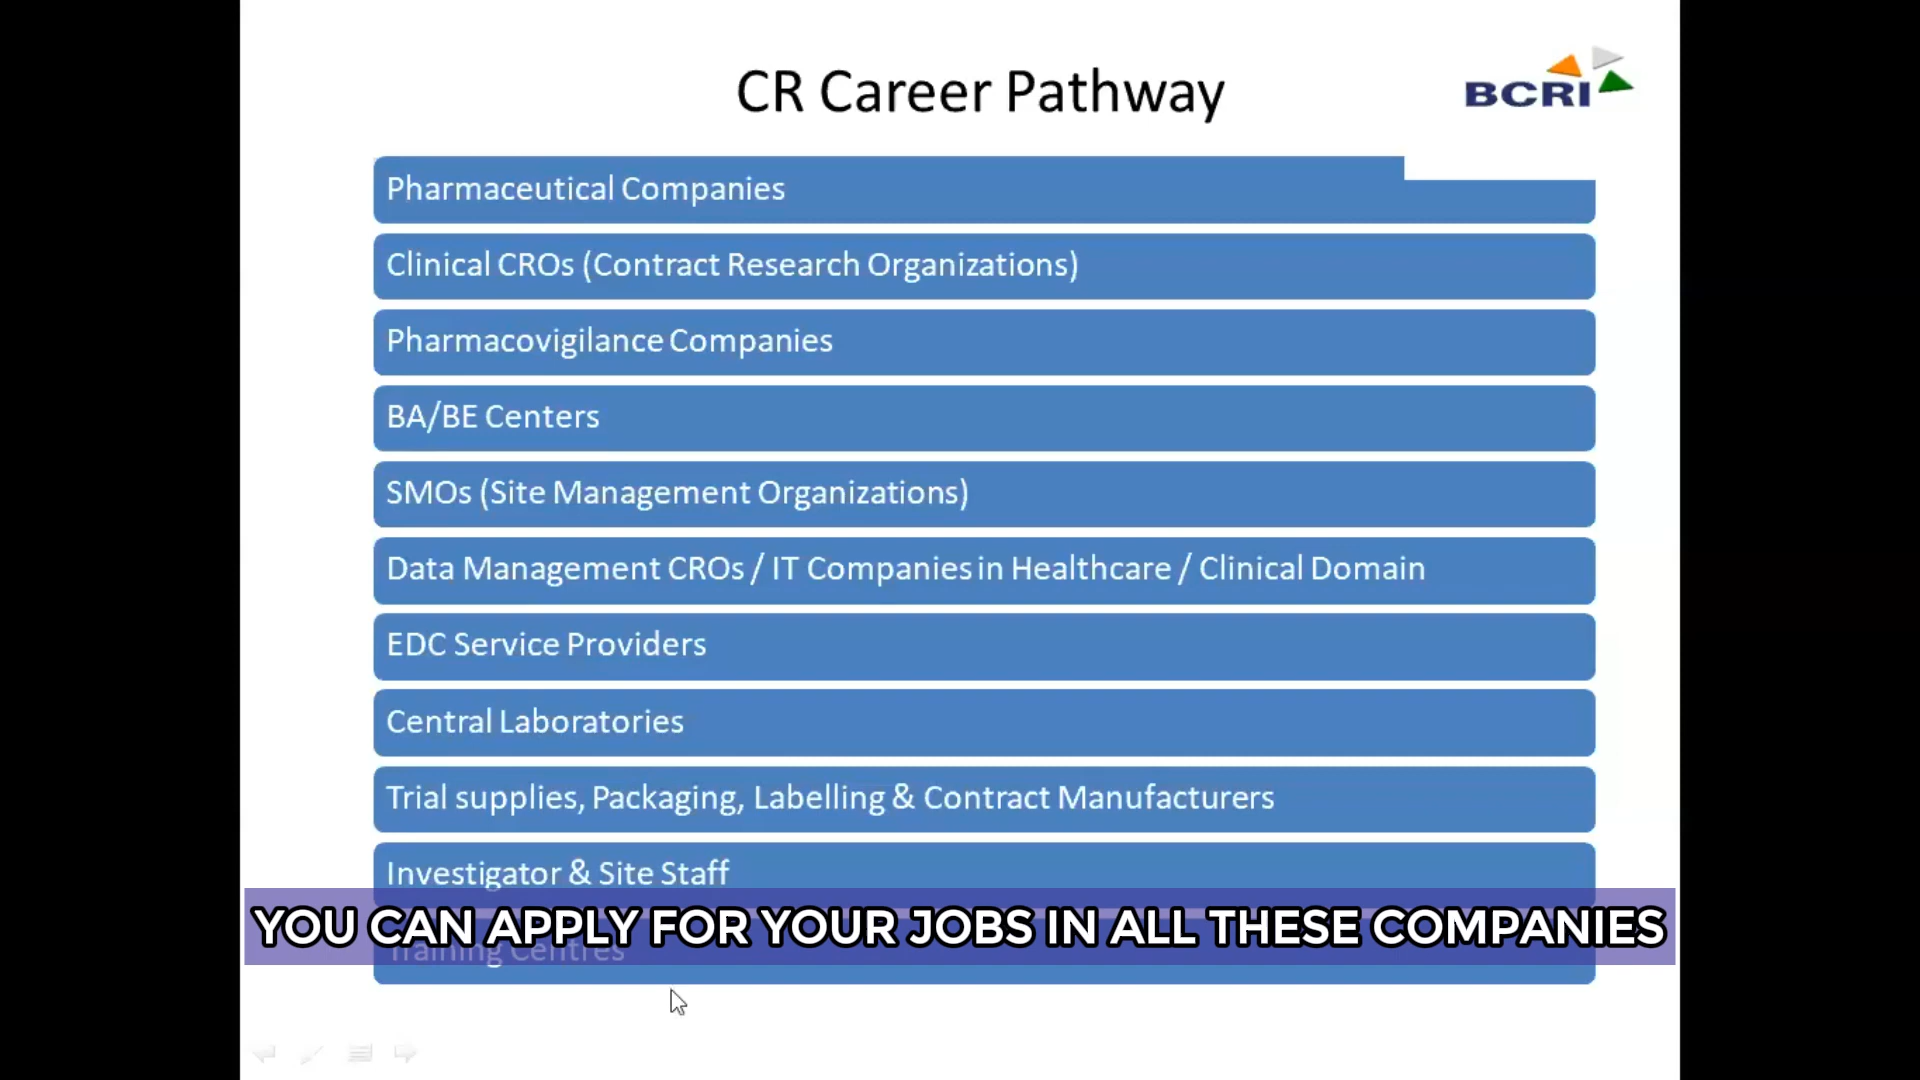 CR Career Pathway
BCRI
Pharmaceutical Companies
Clinical CROs (Contract Research Organizations)
Pharmacovigilance Companies
BA/BE Centers
SMOs (Site Management Organizations)
Data Management CROs / IT Companies in Healthcare / Clinical Domain
EDC Service Providers
Central Laboratories
Trial supplies, Packaging, Labelling & Contract Manufacturers
Investigator & Site Staff
YOU CAN APPLY FOR YOUR JOBS IN ALL THESE COMPANIES
Training Centres